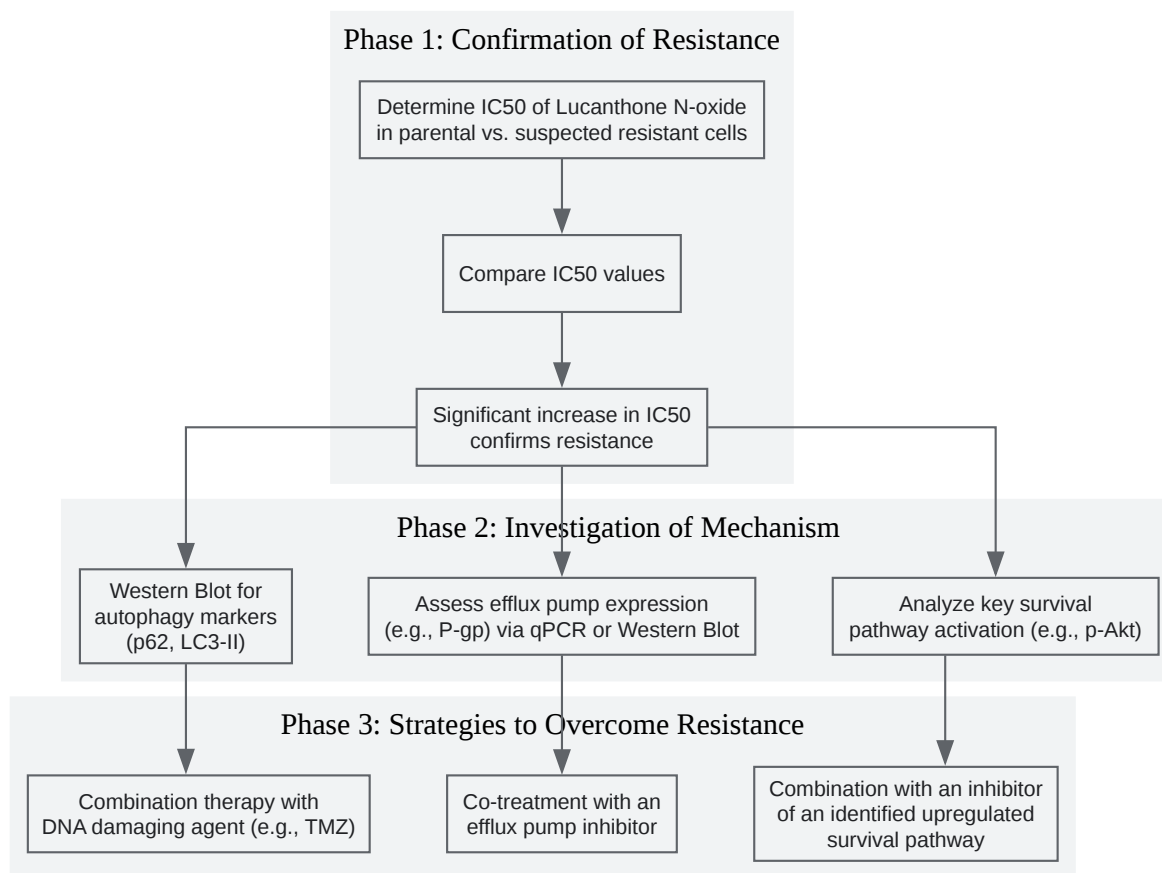 Phase 1: Confirmation of Resistance
Determine IC50 of Lucanthone N-oxide
in parental vs. suspected resistant cells
Compare IC50 values
Significant increase in IC50
confirms resistance
Phase 2: Investigation of Mechanism
Western Blot for
autophagy markers
(p62, LC3-II)
Assess efflux pump expression
(e.g., P-gp) via qPCR or Western Blot
Analyze key survival
pathway activation (e.g., p-Akt)
Phase 3: Strategies to Overcome Resistance
Combination therapy with
DNA damaging agent (e.g., TMZ)
Co-treatment with an
efflux pump inhibitor
Combination with an inhibitor
of an identified upregulated
survival pathway